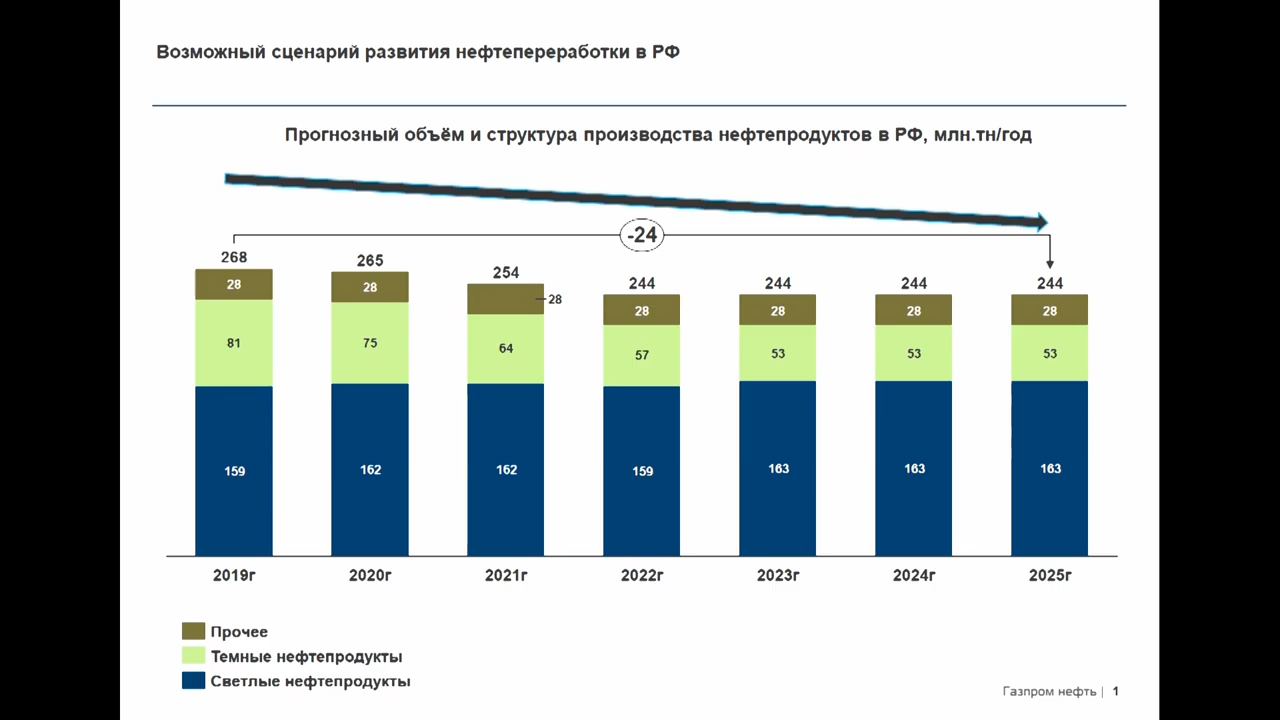 Возможный сценарий развития нефтепереработки в РФ
Прогнозный объём и структура производства нефтепродуктов в РФ, млн.тн/год
-24
268 265 254 244 244 244 244
28 28 28 28 28 28 28
81 75 64 57 53 53 53
159 162 162 159 163 163 163
2019г 2020г 2021г 2022г 2023г 2024г 2025г
Прочее
Темные нефтепродукты
Светлые нефтепродукты
Газпром нефть | 1